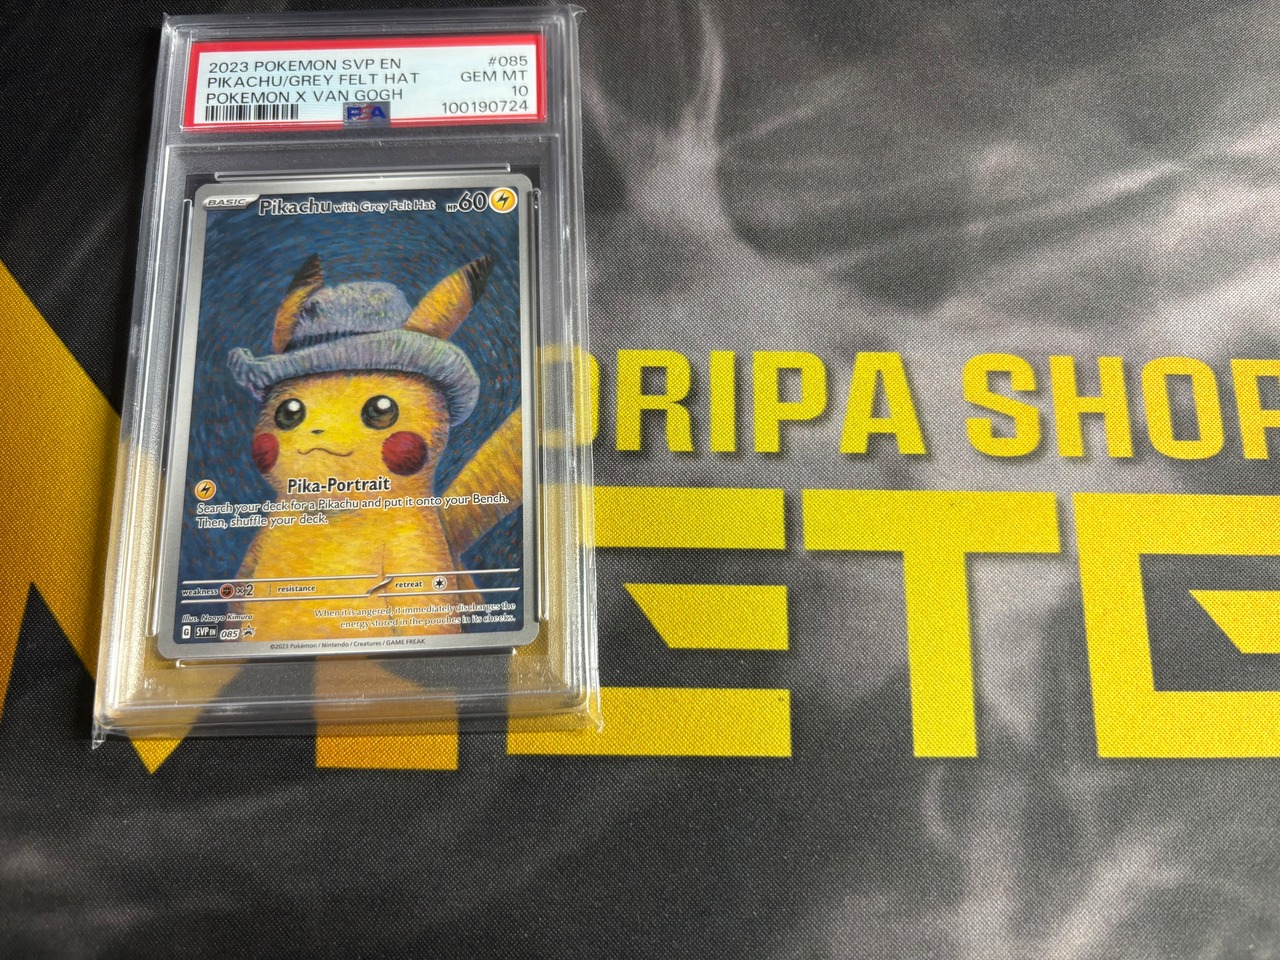 2023 POKEMON SVP EN #085
PIKACHU/GREY FELT HAT GEM MT
POKEMON X VAN GOGH 10
PSA 100190724
BASIC Pikachu with Grey Felt Hat HP60
Pika-Portrait
Search your deck for a Pikachu and put it onto your Bench.
Then, shuffle your deck.
weakness ×2 resistance retreat
Illus. Naoyo Kimura
When it is angered, it immediately discharges the
energy stored in the pouches in its cheeks.
G SVP EN 085
©2023 Pokémon / Nintendo / Creatures / GAME FREAK
ORIPA SHOP
METG